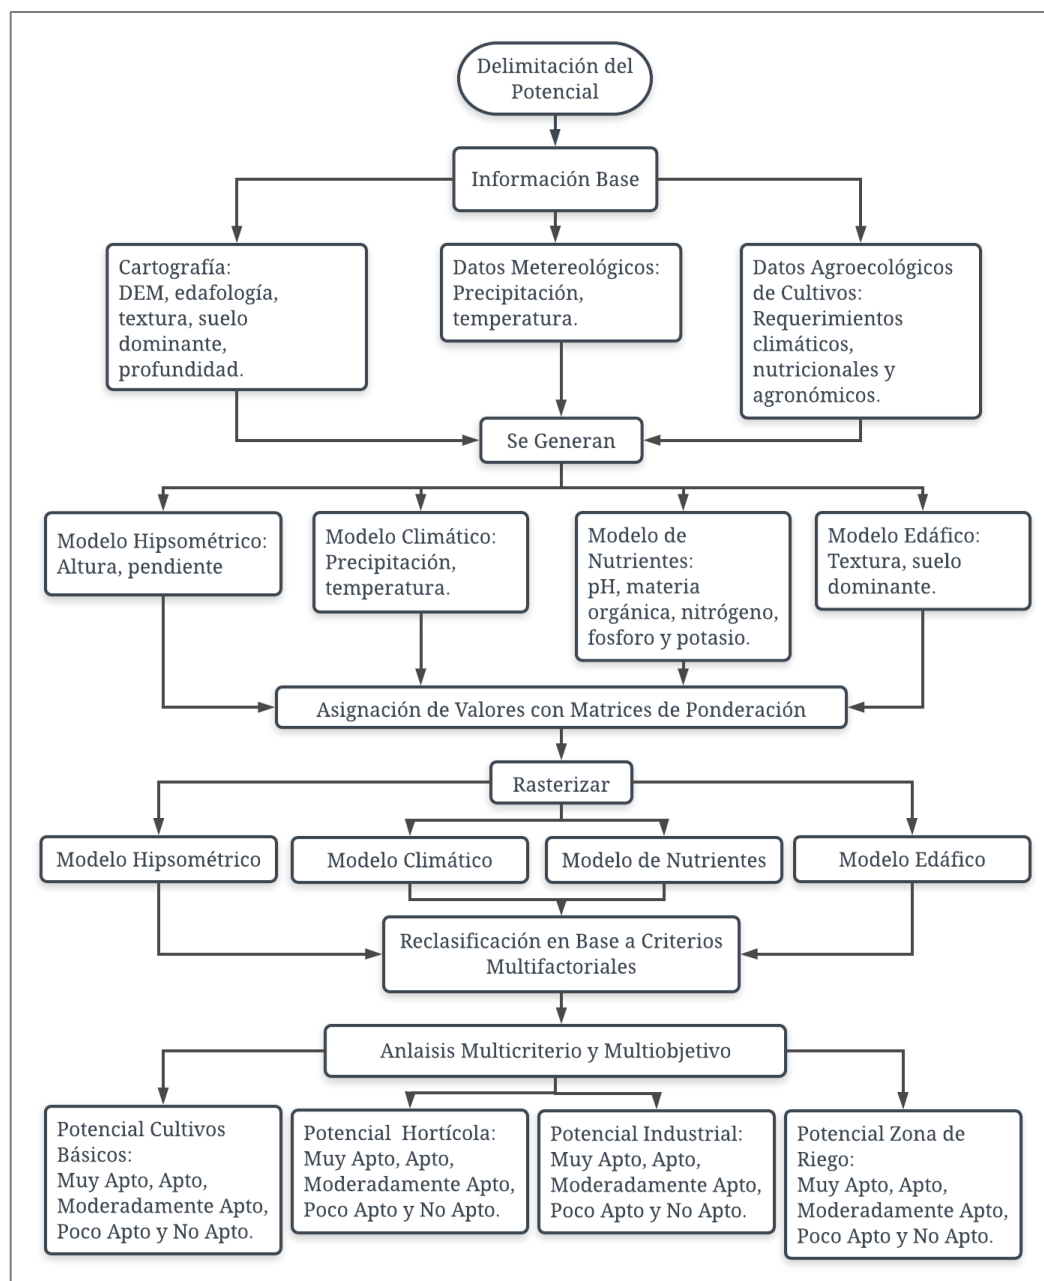 Delimitación del
Potencial
Información Base
Cartografía:
DEM, edafología,
textura, suelo
dominante,
profundidad.
Datos Metereológicos:
Precipitación,
temperatura.
Datos Agroecológicos
de Cultivos:
Requerimientos
climáticos,
nutricionales y
agronómicos.
Se Generan
Modelo Hipsométrico:
Altura, pendiente
Modelo Climático:
Precipitación,
temperatura.
Modelo de
Nutrientes:
pH, materia
orgánica, nitrógeno,
fosforo y potasio.
Modelo Edáfico:
Textura, suelo
dominante.
Asignación de Valores con Matrices de Ponderación
Rasterizar
Modelo Hipsométrico
Modelo Climático
Modelo de Nutrientes
Modelo Edáfico
Reclasificación en Base a Criterios
Multifactoriales
Anlaisis Multicriterio y Multiobjetivo
Potencial Cultivos
Básicos:
Muy Apto, Apto,
Moderadamente Apto,
Poco Apto y No Apto.
Potencial  Hortícola:
Muy Apto, Apto,
Moderadamente Apto,
Poco Apto y No Apto.
Potencial Industrial:
Muy Apto, Apto,
Moderadamente Apto,
Poco Apto y No Apto.
Potencial Zona de
Riego:
Muy Apto, Apto,
Moderadamente Apto,
Poco Apto y No Apto.